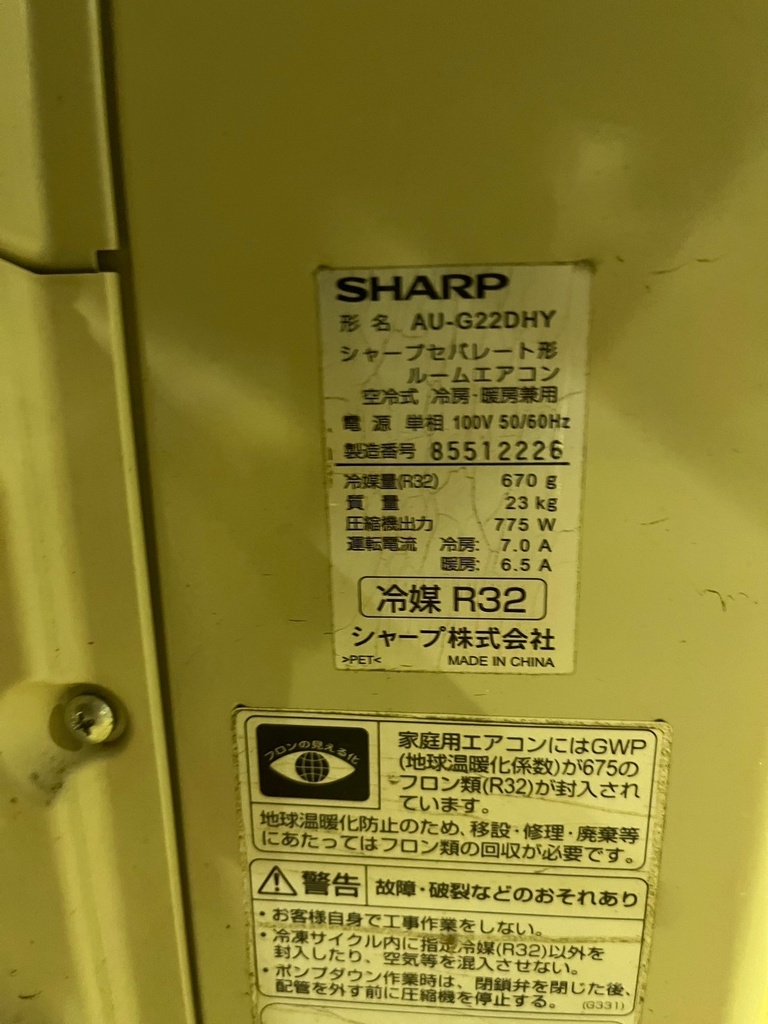 SHARP
形名 AU-G22DHY
シャープセパレート形
ルームエアコン
空冷式 冷房・暖房兼用
電源 単相 100V 50/60Hz
製造番号 85512226
冷媒量(R32) 670 g
質量 23 kg
圧縮機出力 775 W
運転電流 冷房: 7.0 A
暖房: 6.5 A
冷媒 R32
シャープ株式会社
>PET< MADE IN CHINA
フロンの見える化
家庭用エアコンにはGWP
(地球温暖化係数)が675の
フロン類(R32)が封入され
ています。
地球温暖化防止のため、移設・修理・廃棄等
にあたってはフロン類の回収が必要です。
警告 故障・破裂などのおそれあり
・お客様自身で工事作業をしない。
・冷凍サイクル内に指定冷媒(R32)以外を
封入したり、空気等を混入させない。
・ポンプダウン作業時は、閉鎖弁を閉じた後、
配管を外す前に圧縮機を停止する。 (G331)